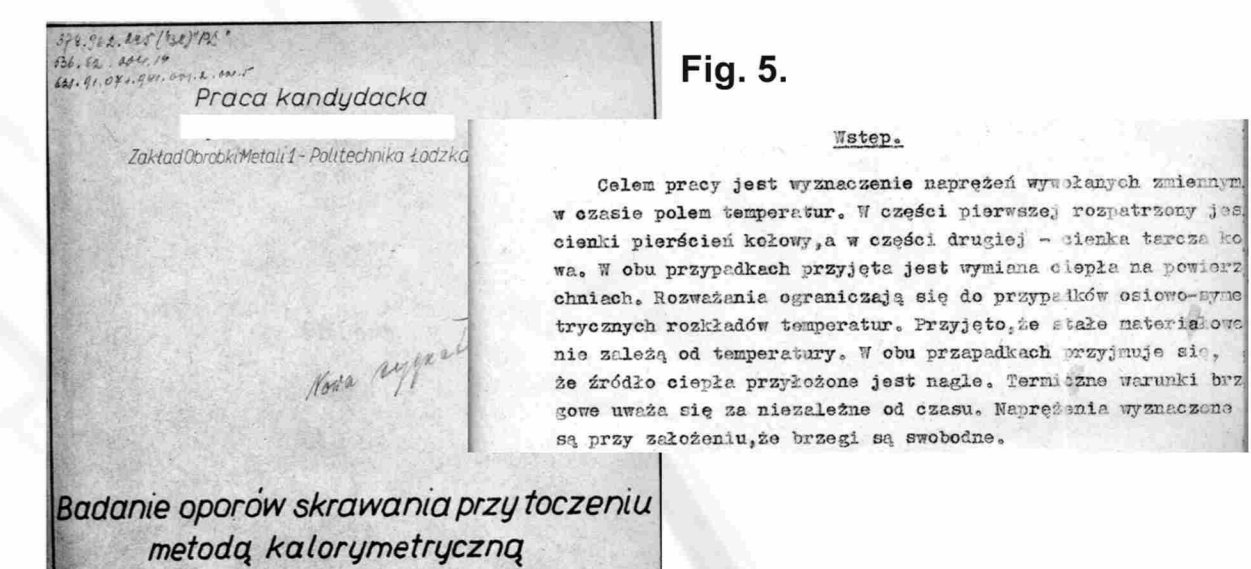 Fig. 5.
Praca kandydacka
Zakład Obróbki Metali 1 - Politechnika Łódzka
Nowa
Badanie oporów skrawania przy toczeniu
metodą kalorymetryczną
Wstep.
Celem pracy jest wyznaczenie naprężeń wywołanych zmiennym
w czasie polem temperatur. W części pierwszej rozpatrzony jes
cienki pierścień kołowy,a w części drugiej - cienka tarcza ko
wa. W obu przypadkach przyjęta jest wymiana ciepła na powierz
chniach. Rozważania ograniczają się do przypadków osiowo-syme
trycznych rozkładów temperatur. Przyjęto,że stałe materiałowe
nie zależą od temperatury. W obu przapadkach przyjmuje się,
że źródło ciepła przyłożone jest nagle. Termiczne warunki brz
gowe uważa się za niezależne od czasu. Naprężenia wyznaczone
są przy założeniu,że brzegi są swobodne.